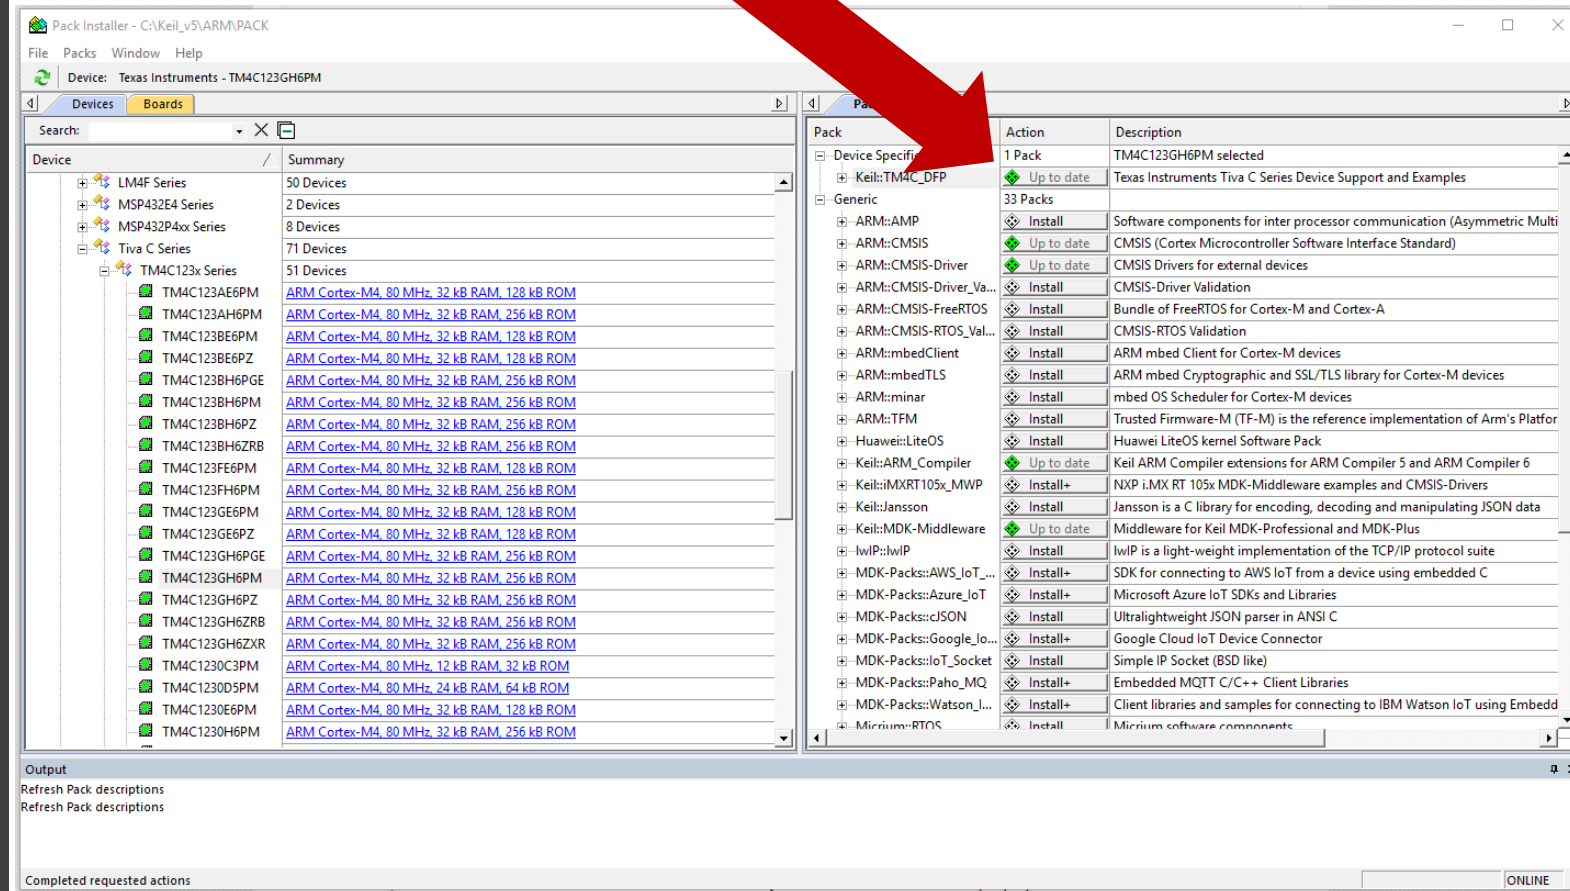 Pack Installer - C:\Keil_v5\ARM\PACK
File Packs Window Help
Device: Texas Instruments - TM4C123GH6PM
Devices Boards
Search:
Device Summary
LM4F Series 50 Devices
MSP432E4 Series 2 Devices
MSP432P4xx Series 8 Devices
Tiva C Series 71 Devices
TM4C123x Series 51 Devices
TM4C123AE6PM ARM Cortex-M4, 80 MHz, 32 kB RAM, 128 kB ROM
TM4C123AH6PM ARM Cortex-M4, 80 MHz, 32 kB RAM, 256 kB ROM
TM4C123BE6PM ARM Cortex-M4, 80 MHz, 32 kB RAM, 128 kB ROM
TM4C123BE6PZ ARM Cortex-M4, 80 MHz, 32 kB RAM, 128 kB ROM
TM4C123BH6PGE ARM Cortex-M4, 80 MHz, 32 kB RAM, 256 kB ROM
TM4C123BH6PM ARM Cortex-M4, 80 MHz, 32 kB RAM, 256 kB ROM
TM4C123BH6PZ ARM Cortex-M4, 80 MHz, 32 kB RAM, 256 kB ROM
TM4C123BH6ZRB ARM Cortex-M4, 80 MHz, 32 kB RAM, 256 kB ROM
TM4C123FE6PM ARM Cortex-M4, 80 MHz, 32 kB RAM, 128 kB ROM
TM4C123FH6PM ARM Cortex-M4, 80 MHz, 32 kB RAM, 256 kB ROM
TM4C123GE6PM ARM Cortex-M4, 80 MHz, 32 kB RAM, 128 kB ROM
TM4C123GE6PZ ARM Cortex-M4, 80 MHz, 32 kB RAM, 128 kB ROM
TM4C123GH6PGE ARM Cortex-M4, 80 MHz, 32 kB RAM, 256 kB ROM
TM4C123GH6PM ARM Cortex-M4, 80 MHz, 32 kB RAM, 256 kB ROM
TM4C123GH6PZ ARM Cortex-M4, 80 MHz, 32 kB RAM, 256 kB ROM
TM4C123GH6ZRB ARM Cortex-M4, 80 MHz, 32 kB RAM, 256 kB ROM
TM4C123GH6ZXR ARM Cortex-M4, 80 MHz, 32 kB RAM, 256 kB ROM
TM4C1230C3PM ARM Cortex-M4, 80 MHz, 12 kB RAM, 32 kB ROM
TM4C1230D5PM ARM Cortex-M4, 80 MHz, 24 kB RAM, 64 kB ROM
TM4C1230E6PM ARM Cortex-M4, 80 MHz, 32 kB RAM, 128 kB ROM
TM4C1230H6PM ARM Cortex-M4, 80 MHz, 32 kB RAM, 256 kB ROM
Pack Action Description
Device 1 Pack TM4C123GH6PM selected
Keil::TM4C_DFP Up to date Texas Instruments Tiva C Series Device Support and Examples
Generic 33 Packs
ARM::AMP Install Software components for inter processor communication (Asymmetric Multi
ARM::CMSIS Up to date CMSIS (Cortex Microcontroller Software Interface Standard)
ARM::CMSIS-Driver Up to date CMSIS Drivers for external devices
ARM::CMSIS-Driver_Va... Install CMSIS-Driver Validation
ARM::CMSIS-FreeRTOS Install Bundle of FreeRTOS for Cortex-M and Cortex-A
ARM::CMSIS-RTOS_Val... Install CMSIS-RTOS Validation
ARM::mbedClient Install ARM mbed Client for Cortex-M devices
ARM::mbedTLS Install ARM mbed Cryptographic and SSL/TLS library for Cortex-M devices
ARM::minar Install mbed OS Scheduler for Cortex-M devices
ARM::TFM Install Trusted Firmware-M (TF-M) is the reference implementation of Arm's Platfor
Huawei::LiteOS Install Huawei LiteOS kernel Software Pack
Keil::ARM_Compiler Up to date Keil ARM Compiler extensions for ARM Compiler 5 and ARM Compiler 6
Keil::iMXRT105x_MWP Install+ NXP i.MX RT 105x MDK-Middleware examples and CMSIS-Drivers
Keil::Jansson Install Jansson is a C library for encoding, decoding and manipulating JSON data
Keil::MDK-Middleware Up to date Middleware for Keil MDK-Professional and MDK-Plus
lwIP::lwIP Install lwIP is a light-weight implementation of the TCP/IP protocol suite
MDK-Packs::AWS_IoT_... Install+ SDK for connecting to AWS IoT from a device using embedded C
MDK-Packs::Azure_IoT Install+ Microsoft Azure IoT SDKs and Libraries
MDK-Packs::cJSON Install Ultralightweight JSON parser in ANSI C
MDK-Packs::Google_Io... Install+ Google Cloud IoT Device Connector
MDK-Packs::IoT_Socket Install Simple IP Socket (BSD like)
MDK-Packs::Paho_MQ Install+ Embedded MQTT C/C++ Client Libraries
MDK-Packs::Watson_I... Install+ Client libraries and samples for connecting to IBM Watson IoT using Embedd
Micrium::RTOS Install Micrium software components
Output
Refresh Pack descriptions
Refresh Pack descriptions
Completed requested actions ONLINE